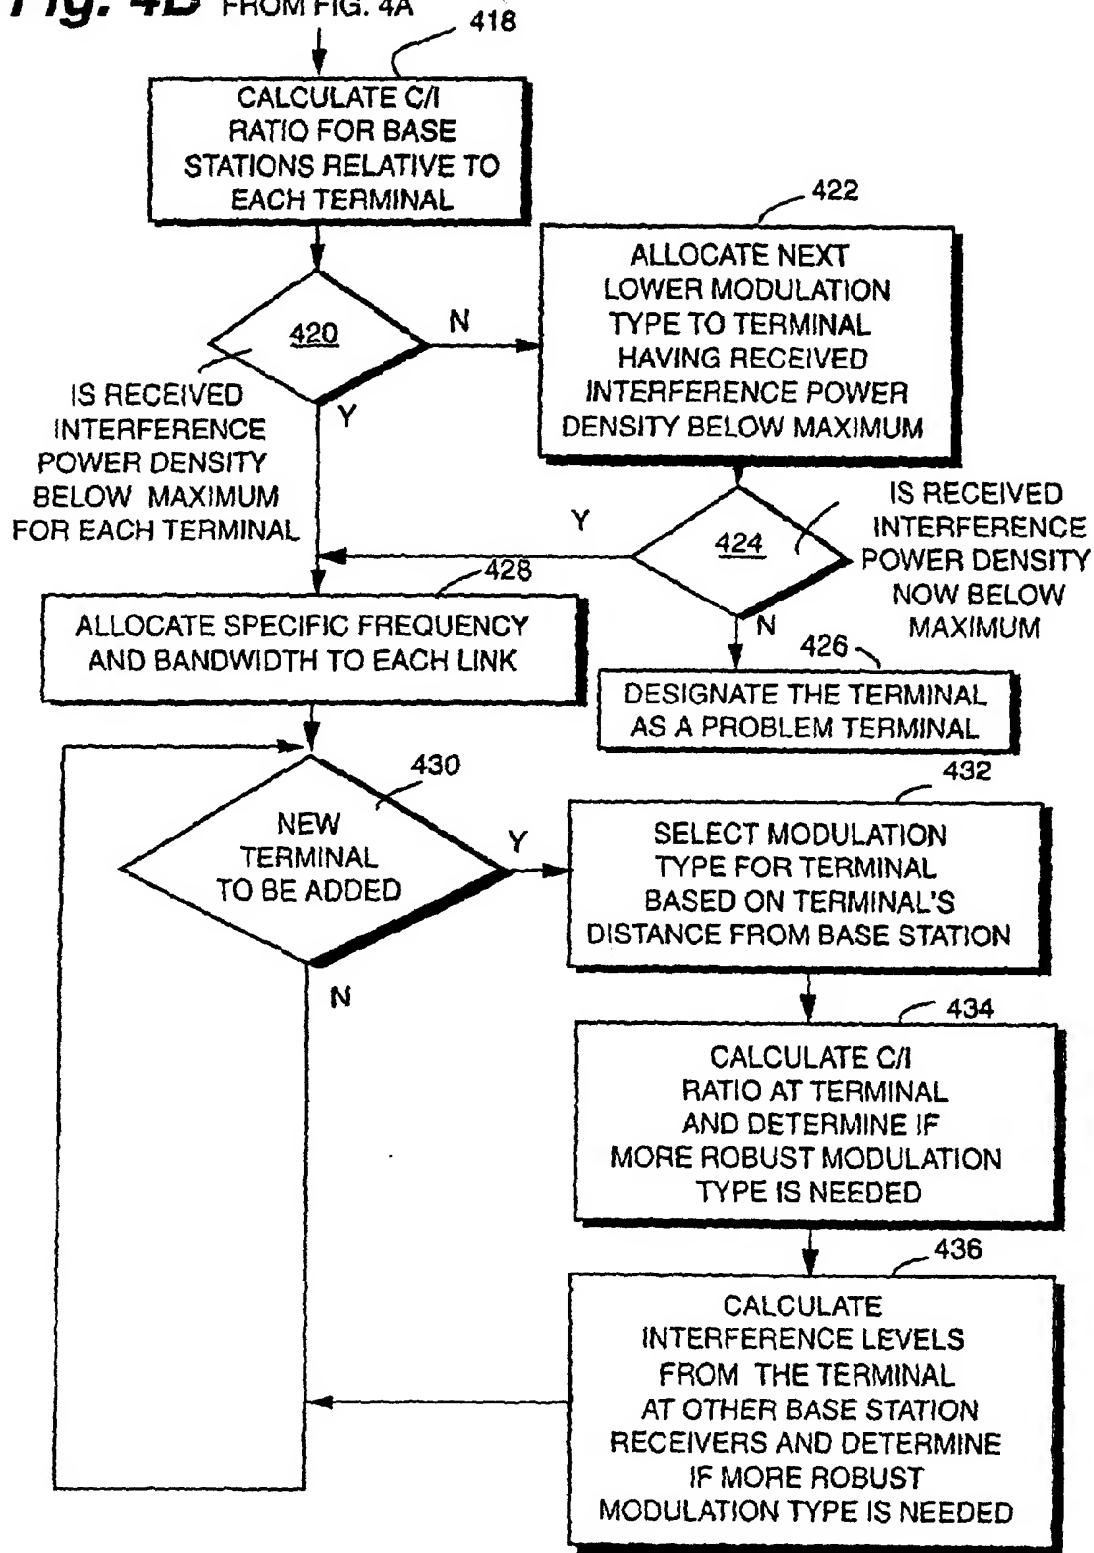 Fig. 4B FROM FIG. 4A
418
CALCULATE C/I
RATIO FOR BASE
STATIONS RELATIVE TO
EACH TERMINAL
422
ALLOCATE NEXT
LOWER MODULATION
TYPE TO TERMINAL
HAVING RECEIVED
INTERFERENCE POWER
DENSITY BELOW MAXIMUM
420
N
Y
IS RECEIVED
INTERFERENCE
POWER DENSITY
BELOW MAXIMUM
FOR EACH TERMINAL
424
Y
N
IS RECEIVED
INTERFERENCE
POWER DENSITY
NOW BELOW
MAXIMUM
428
ALLOCATE SPECIFIC FREQUENCY
AND BANDWIDTH TO EACH LINK
426
DESIGNATE THE TERMINAL
AS A PROBLEM TERMINAL
430
NEW
TERMINAL
TO BE ADDED
Y
N
432
SELECT MODULATION
TYPE FOR TERMINAL
BASED ON TERMINAL'S
DISTANCE FROM BASE STATION
434
CALCULATE C/I
RATIO AT TERMINAL
AND DETERMINE IF
MORE ROBUST MODULATION
TYPE IS NEEDED
436
CALCULATE
INTERFERENCE LEVELS
FROM THE TERMINAL
AT OTHER BASE STATION
RECEIVERS AND DETERMINE
IF MORE ROBUST
MODULATION TYPE IS NEEDED